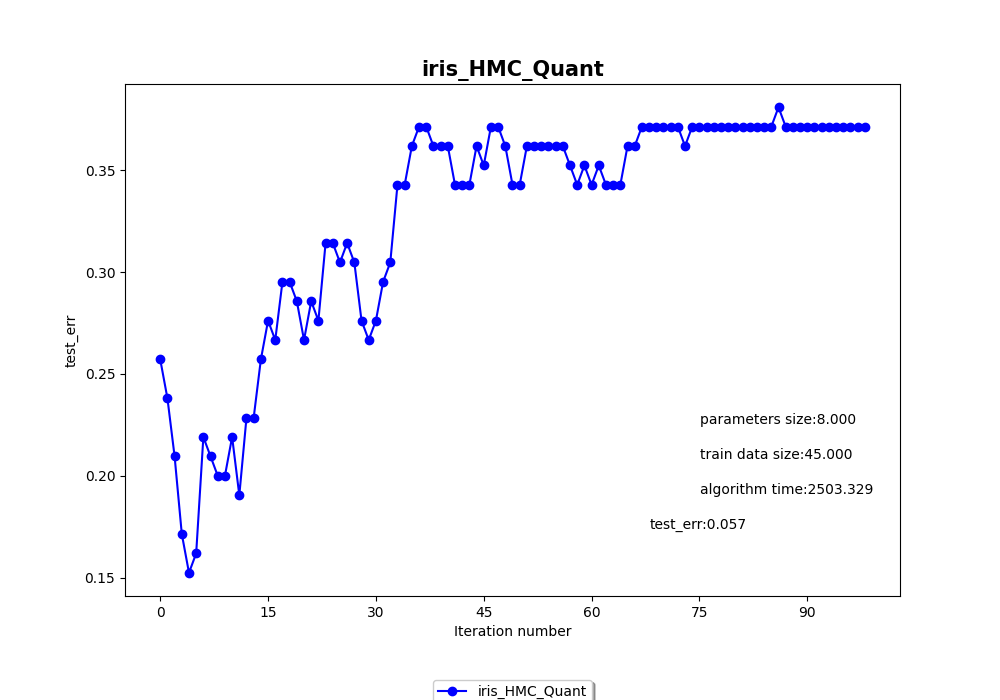 iris_HMC_Quant
test_err
0.35
0.30
0.25
0.20
0.15
parameters size:8.000
train data size:45.000
algorithm time:2503.329
test_err:0.057
0 15 30 45 60 75 90
Iteration number
iris_HMC_Quant